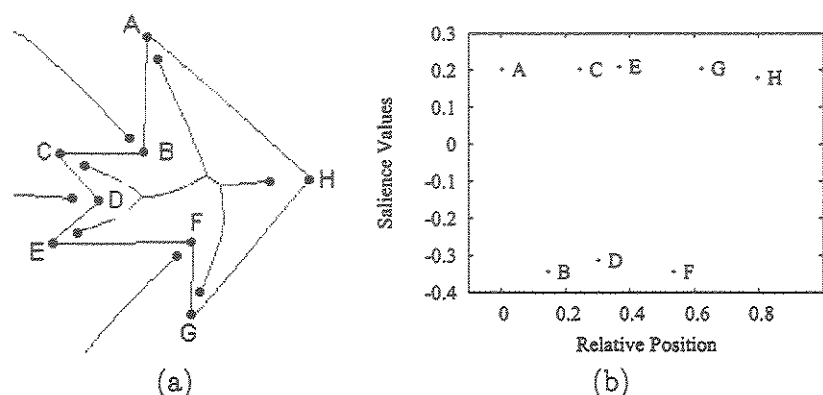 A
C
B
H
D
F
E
G
(a)
0.3
0.2
0.1
0
-0.1
-0.2
-0.3
-0.4
Salience Values
A C E G H
B D F
0 0.2 0.4 0.6 0.8
Relative Position
(b)